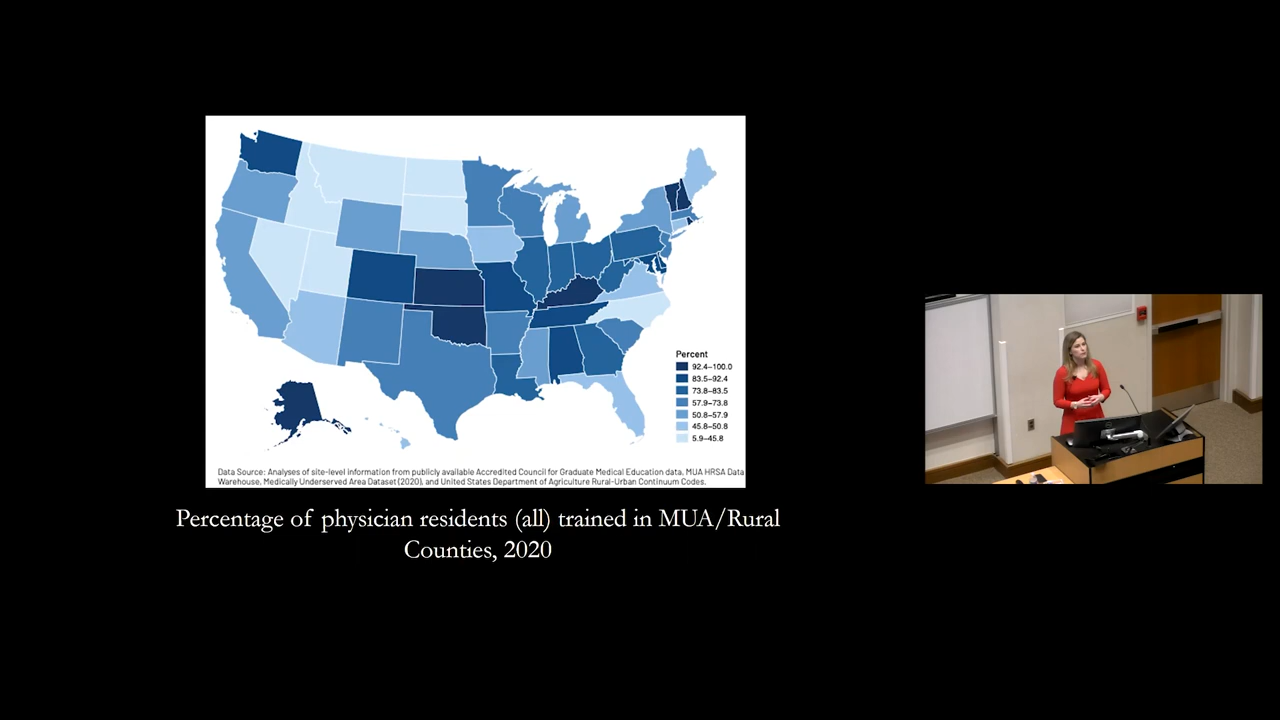 Percent
92.4–100.0
83.5–92.4
73.8–83.5
57.9–73.8
50.8–57.9
45.8–50.8
5.9–45.8
Data Source: Analyses of site-level information from publicly available Accredited Council for Graduate Medical Education data, MUA HRSA Data
Warehouse, Medically Underserved Area Dataset (2020), and United States Department of Agriculture Rural-Urban Continuum Codes.
Percentage of physician residents (all) trained in MUA/Rural
Counties, 2020